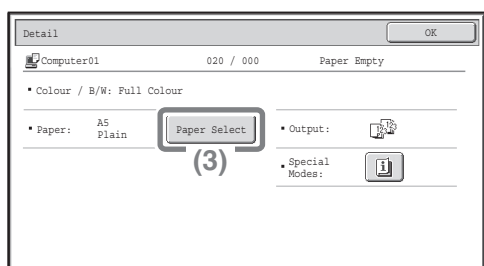 Detail OK
Computer01 020 / 000 Paper Empty
▪ Colour / B/W: Full Colour
▪ Paper: A5 Plain Paper Select ▪ Output:
(3)
▪ Special Modes: